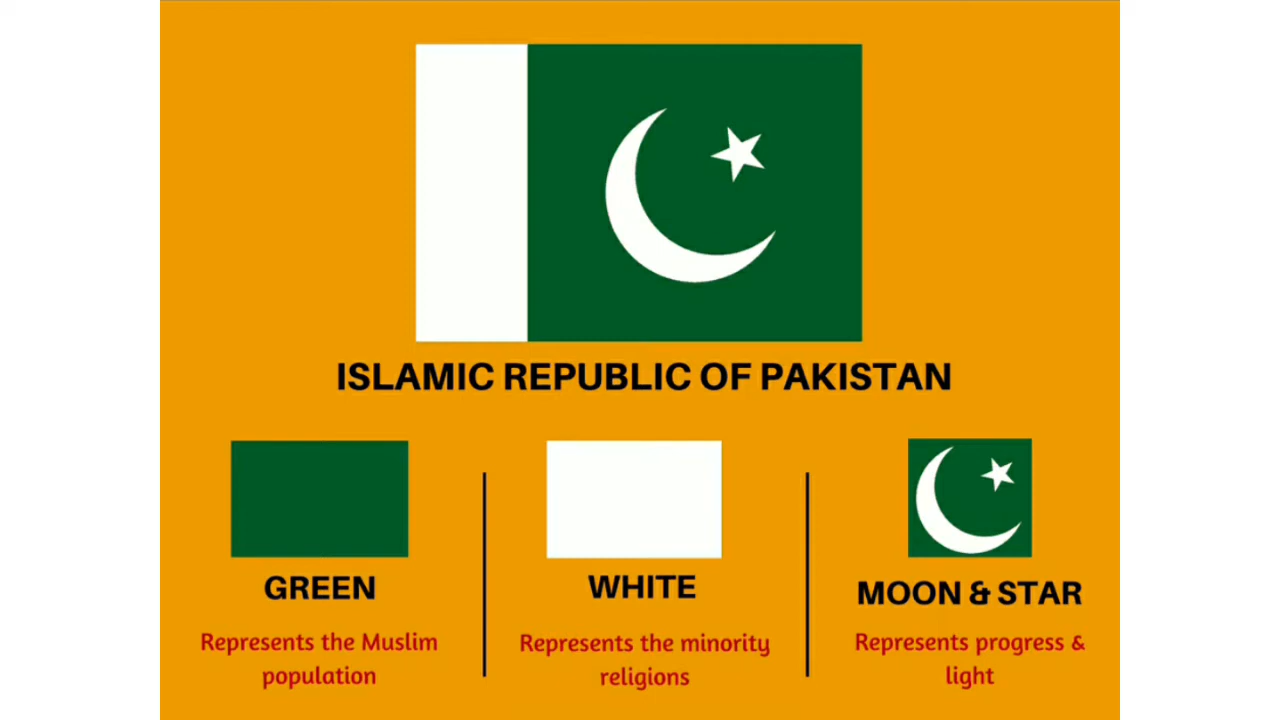 ISLAMIC REPUBLIC OF PAKISTAN
GREEN
Represents the Muslim
population
WHITE
Represents the minority
religions
MOON & STAR
Represents progress &
light